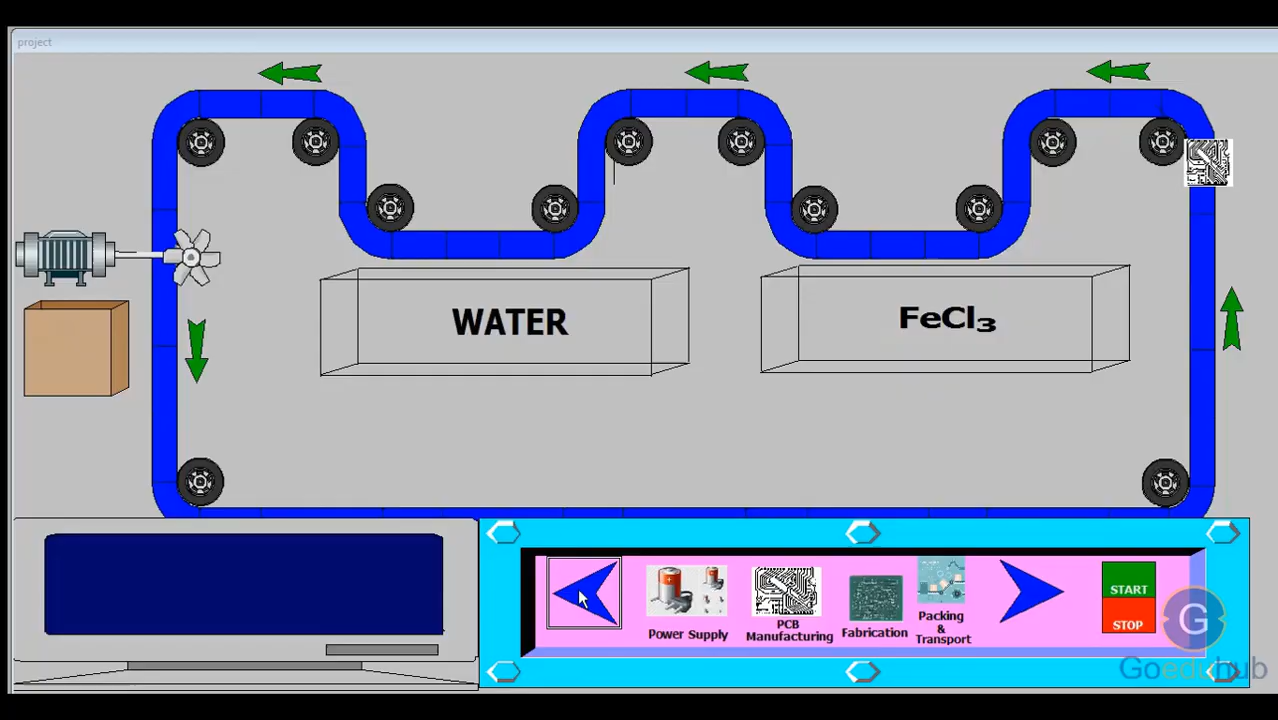 project
WATER
FeCl₃
START
STOP
Power Supply
PCB
Manufacturing
Fabrication
Packing
&
Transport
G
Goeduhub